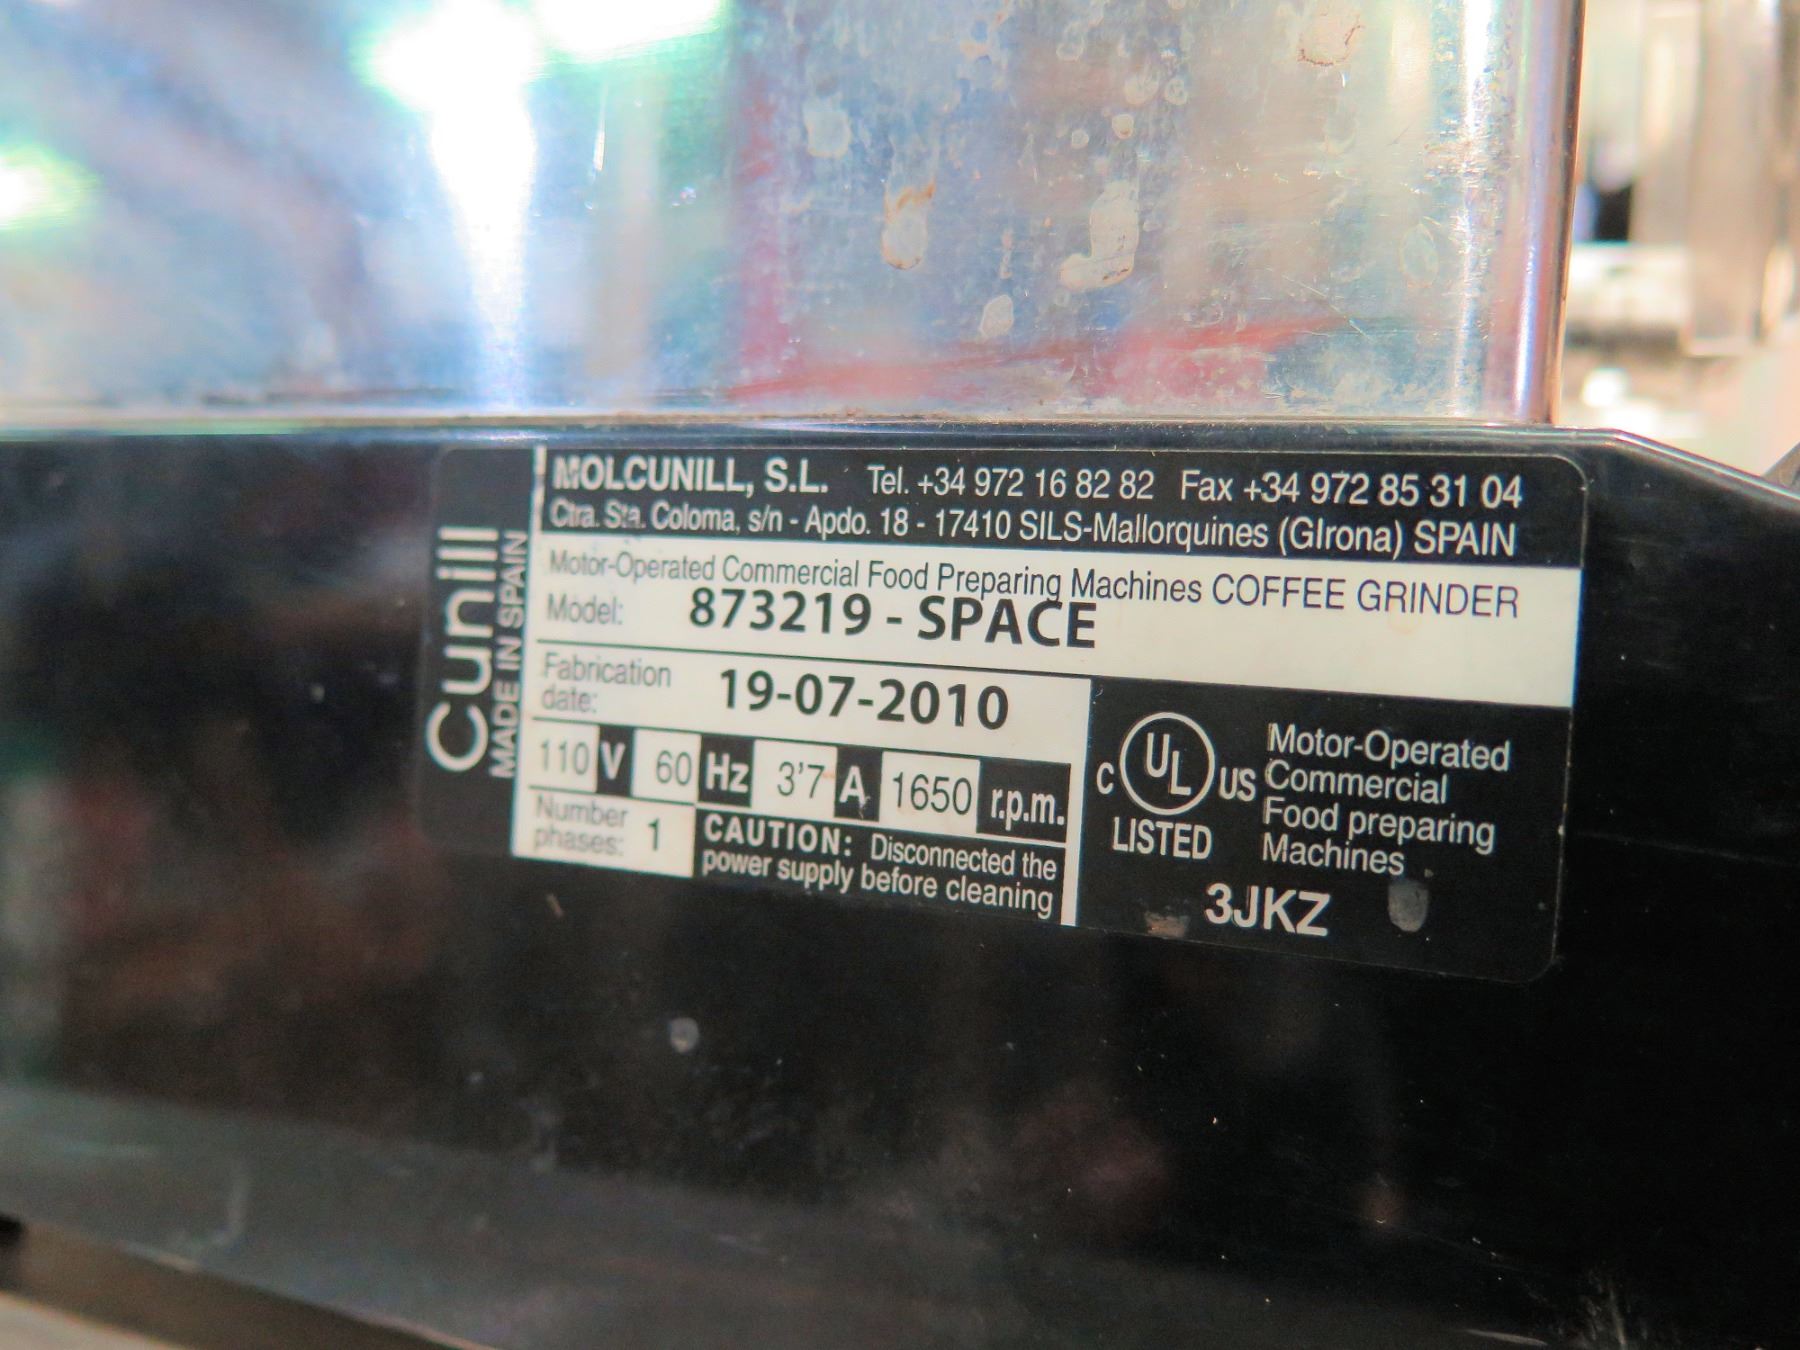 Cunill
MADE IN SPAIN
MOLCUNILL, S.L. Tel. +34 972 16 82 82 Fax +34 972 85 31 04
Ctra. Sta. Coloma, s/n - Apdo. 18 - 17410 SILS-Mallorquines (GIrona) SPAIN
Motor-Operated Commercial Food Preparing Machines COFFEE GRINDER
Model: 873219 - SPACE
Fabrication
date: 19-07-2010
110 V 60 Hz 3'7 A 1650 r.p.m.
Number
phases: 1
CAUTION: Disconnected the
power supply before cleaning
C UL US
LISTED
Motor-Operated
Commercial
Food preparing
Machines
3JKZ